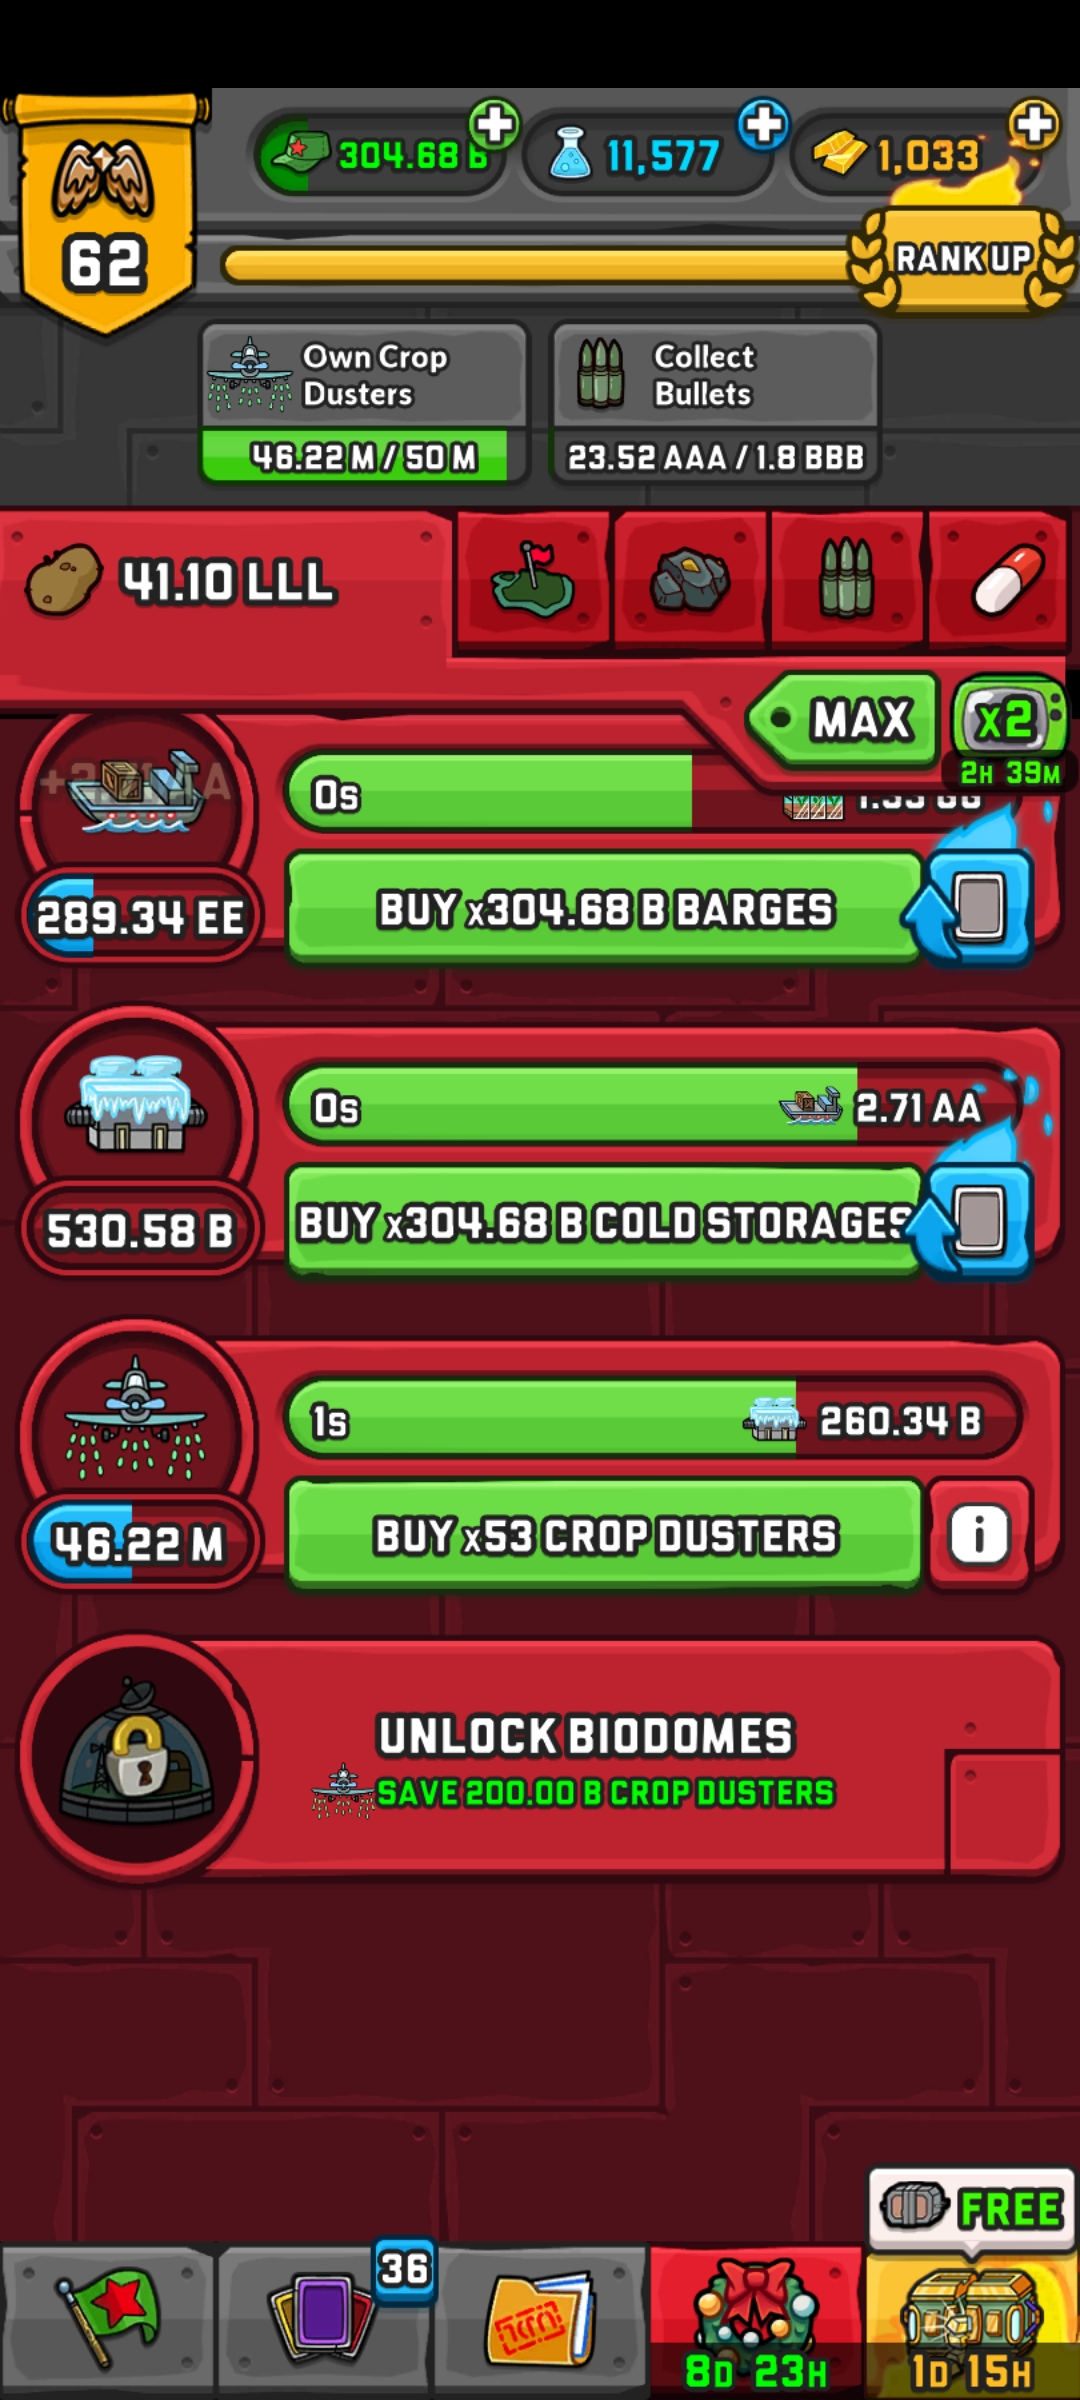 304.68 B
11,577
1,033
62
RANK UP
Own Crop
Dusters
46.22 M / 50 M
Collect
Bullets
23.52 AAA / 1.8 BBB
41.10 LLL
MAX
x2
2H 39M
0s
289.34 EE
BUY x304.68 B BARGES
0s
2.71 AA
530.58 B
BUY x304.68 B COLD STORAGES
1s
260.34 B
46.22 M
BUY x53 CROP DUSTERS
i
UNLOCK BIODOMES
SAVE 200.00 B CROP DUSTERS
FREE
36
8D 23H
1D 15H